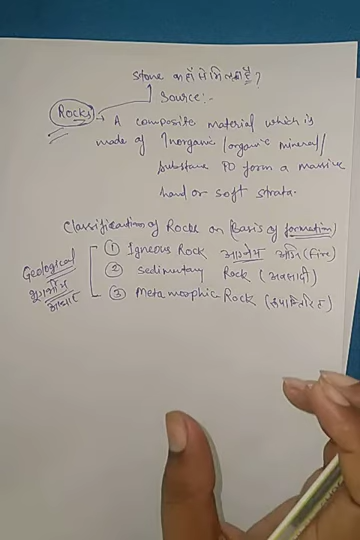 stone कहाँ से मिलता है?
Source:-
Rocks → A composite material which is
made of Inorganic/organic mineral/
substance to form a massive
hard or soft strata.
Classification of Rocks on Basis of formation
Geological
① Igneous Rock आग्नेय अग्नि (Fire)
② Sedimentary Rock (अवसादी)
③ Metamorphic Rock (रूपांतरित)
आधार